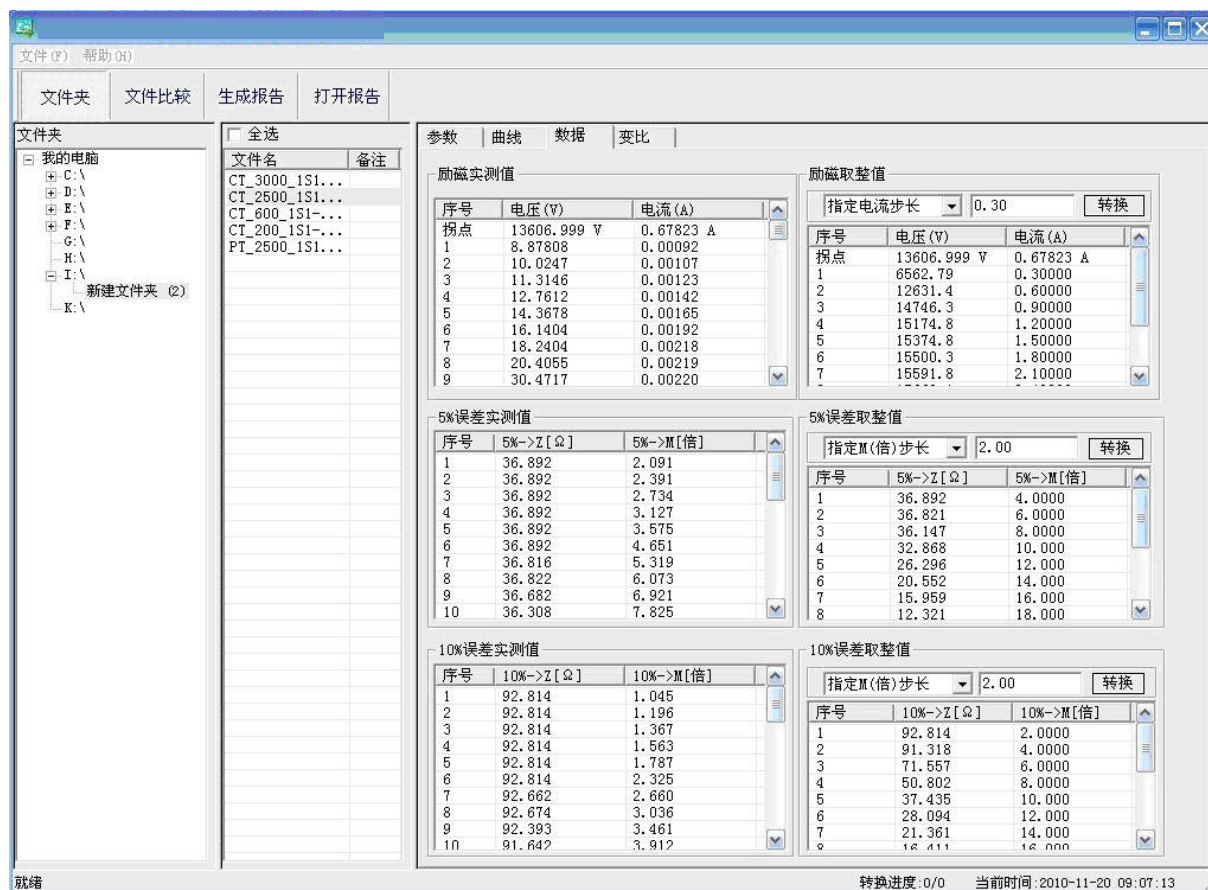 文件(F) 帮助(H)
文件夹 文件比较 生成报告 打开报告
文件夹
我的电脑
C:\
D:\
E:\
F:\
G:\
H:\
I:\
新建文件夹 (2)
K:\
全选
文件名 备注
CT_3000_1S1...
CT_2500_1S1...
CT_600_1S1-...
CT_200_1S1-...
PT_2500_1S1...
参数 曲线 数据 变比
励磁实测值
序号 电压(V) 电流(A)
拐点 13606.999 V 0.67823 A
1 8.87808 0.00092
2 10.0247 0.00107
3 11.3146 0.00123
4 12.7612 0.00142
5 14.3678 0.00165
6 16.1404 0.00192
7 18.2404 0.00218
8 20.4055 0.00219
9 30.4717 0.00220
励磁取整值
指定电流步长 0.30 转换
序号 电压(V) 电流(A)
拐点 13606.999 V 0.67823 A
1 6562.79 0.30000
2 12631.4 0.60000
3 14746.3 0.90000
4 15174.8 1.20000
5 15374.8 1.50000
6 15500.3 1.80000
7 15591.8 2.10000
5%误差实测值
序号 5%->Z[Ω] 5%->M[倍]
1 36.892 2.091
2 36.892 2.391
3 36.892 2.734
4 36.892 3.127
5 36.892 3.575
6 36.892 4.651
7 36.816 5.319
8 36.822 6.073
9 36.682 6.921
10 36.308 7.825
5%误差取整值
指定M(倍)步长 2.00 转换
序号 5%->Z[Ω] 5%->M[倍]
1 36.892 4.0000
2 36.821 6.0000
3 36.147 8.0000
4 32.868 10.000
5 26.296 12.000
6 20.552 14.000
7 15.959 16.000
8 12.321 18.000
10%误差实测值
序号 10%->Z[Ω] 10%->M[倍]
1 92.814 1.045
2 92.814 1.196
3 92.814 1.367
4 92.814 1.563
5 92.814 1.787
6 92.814 2.325
7 92.662 2.660
8 92.674 3.036
9 92.393 3.461
10 91.642 3.912
10%误差取整值
指定M(倍)步长 2.00 转换
序号 10%->Z[Ω] 10%->M[倍]
1 92.814 2.0000
2 91.318 4.0000
3 71.557 6.0000
4 50.802 8.0000
5 37.435 10.000
6 28.094 12.000
7 21.361 14.000
8 16.411 16.000
就绪 转换进度:0/0 当前时间:2010-11-20 09:07:13